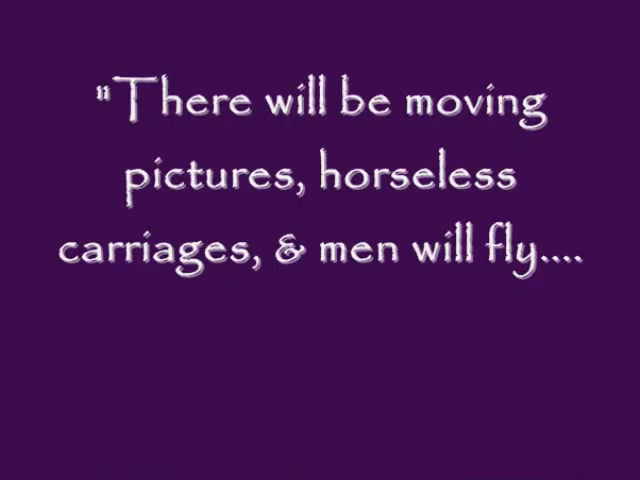 "There will be moving
pictures, horseless
carriages, & men will fly....